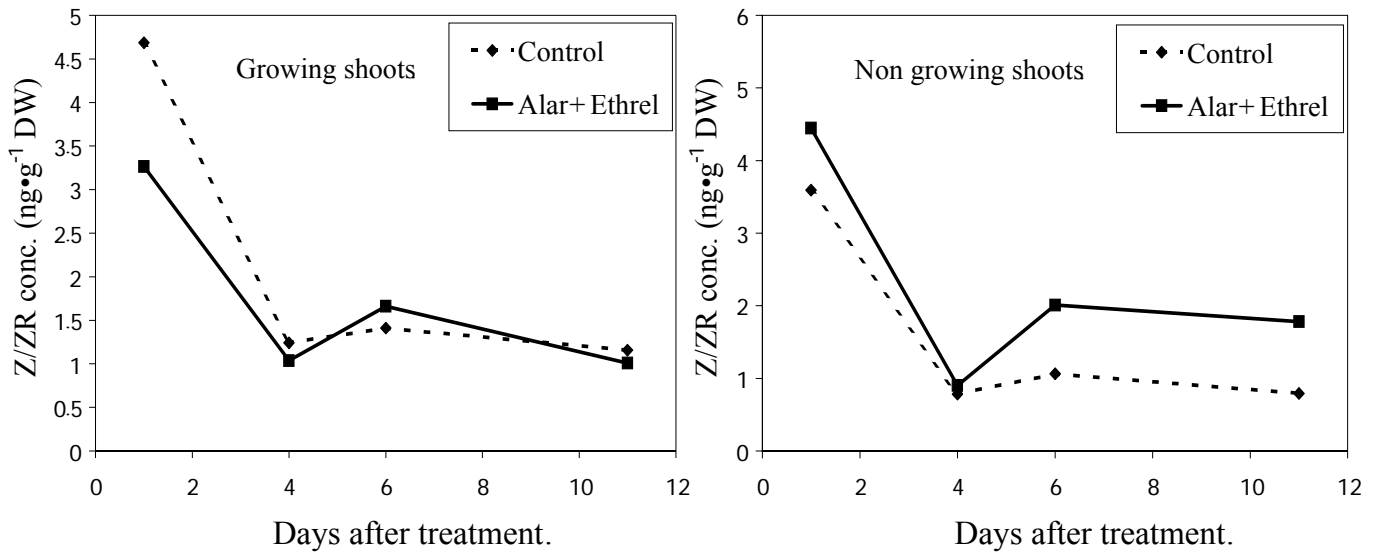 5
4.5
4
3.5
3
2.5
2
1.5
1
0.5
0
Z/ZR conc. (ng•g⁻¹ DW)
Growing shoots
Control
Alar+ Ethrel
0 2 4 6 8 10 12
Days after treatment.
6
5
4
3
2
1
0
Z/ZR conc. (ng•g⁻¹ DW)
Non growing shoots
Control
Alar+ Ethrel
0 2 4 6 8 10 12
Days after treatment.